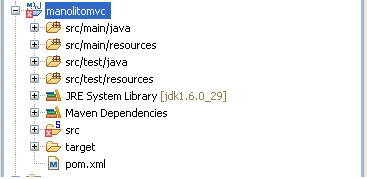 manolitomvc
src/main/java
src/main/resources
src/test/java
src/test/resources
JRE System Library [jdk1.6.0_29]
Maven Dependencies
src
target
pom.xml